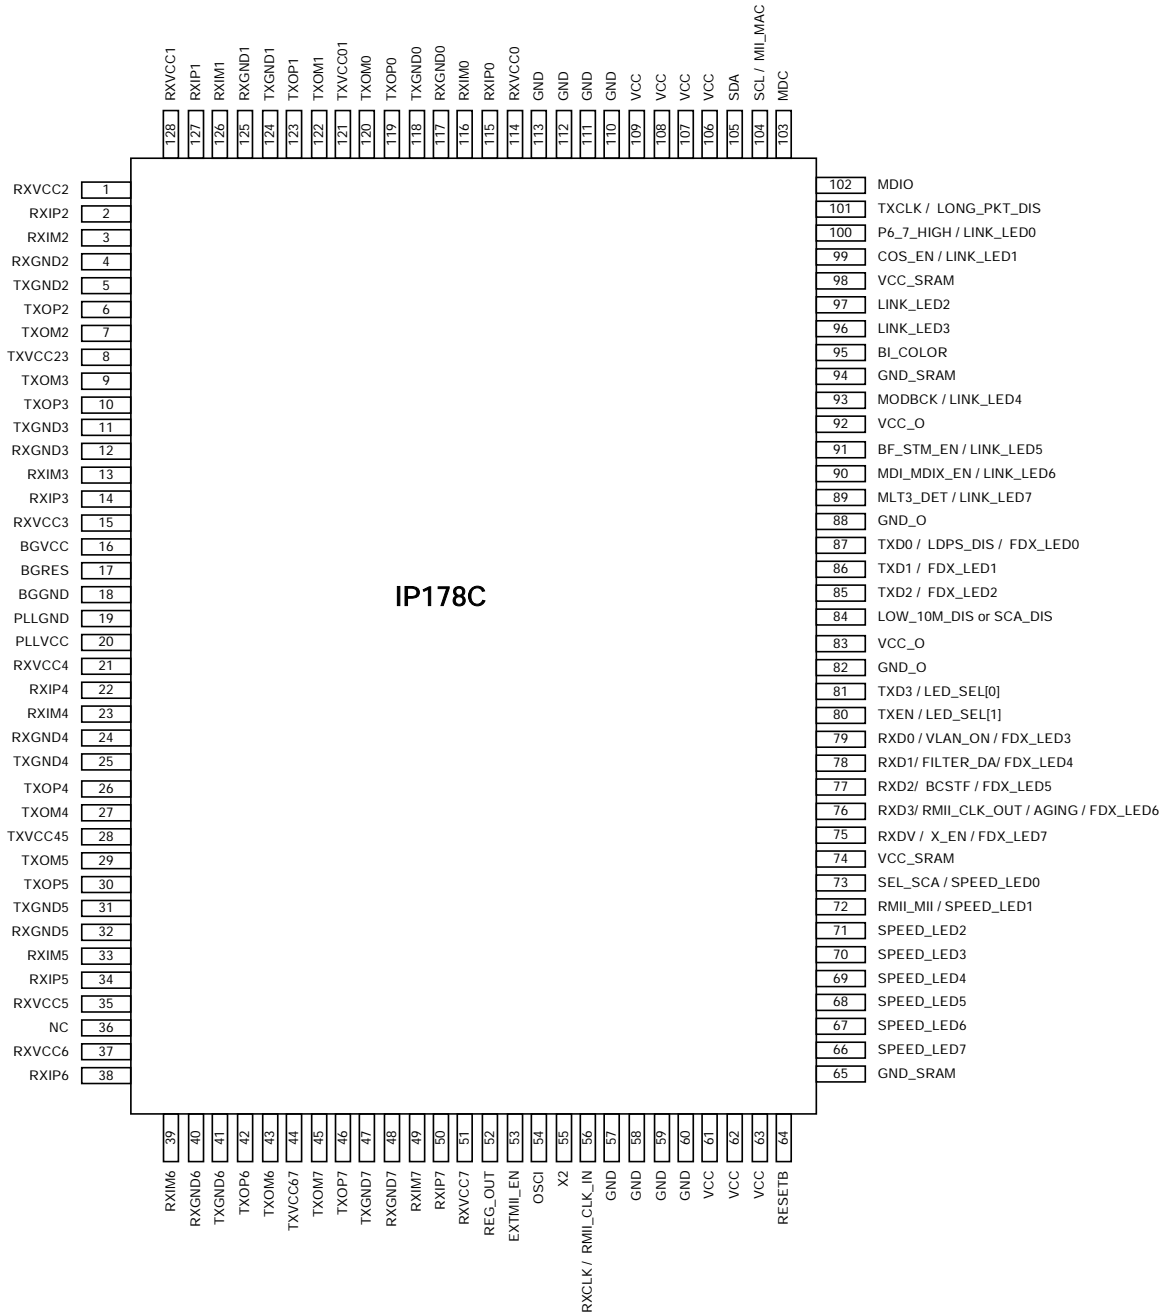 RXVCC1
RXIP1
RXIM1
RXGND1
TXGND1
TXOP1
TXOM1
TXVCC01
TXOM0
TXOP0
TXGND0
RXGND0
RXIM0
RXIP0
RXVCC0
GND
GND
GND
GND
VCC
VCC
VCC
VCC
SDA
SCL / MII_MAC
MDC
128
127
126
125
124
123
122
121
120
119
118
117
116
115
114
113
112
111
110
109
108
107
106
105
104
103
RXVCC2 1
RXIP2 2
RXIM2 3
RXGND2 4
TXGND2 5
TXOP2 6
TXOM2 7
TXVCC23 8
TXOM3 9
TXOP3 10
TXGND3 11
RXGND3 12
RXIM3 13
RXIP3 14
RXVCC3 15
BGVCC 16
BGRES 17
BGGND 18
PLLGND 19
PLLVCC 20
RXVCC4 21
RXIP4 22
RXIM4 23
RXGND4 24
TXGND4 25
TXOP4 26
TXOM4 27
TXVCC45 28
TXOM5 29
TXOP5 30
TXGND5 31
RXGND5 32
RXIM5 33
RXIP5 34
RXVCC5 35
NC 36
RXVCC6 37
RXIP6 38
IP178C
102 MDIO
101 TXCLK / LONG_PKT_DIS
100 P6_7_HIGH / LINK_LED0
99 COS_EN / LINK_LED1
98 VCC_SRAM
97 LINK_LED2
96 LINK_LED3
95 BI_COLOR
94 GND_SRAM
93 MODBCK / LINK_LED4
92 VCC_O
91 BF_STM_EN / LINK_LED5
90 MDI_MDIX_EN / LINK_LED6
89 MLT3_DET / LINK_LED7
88 GND_O
87 TXD0 / LDPS_DIS / FDX_LED0
86 TXD1 / FDX_LED1
85 TXD2 / FDX_LED2
84 LOW_10M_DIS or SCA_DIS
83 VCC_O
82 GND_O
81 TXD3 / LED_SEL[0]
80 TXEN / LED_SEL[1]
79 RXD0 / VLAN_ON / FDX_LED3
78 RXD1/ FILTER_DA/ FDX_LED4
77 RXD2/ BCSTF / FDX_LED5
76 RXD3/ RMII_CLK_OUT / AGING / FDX_LED6
75 RXDV / X_EN / FDX_LED7
74 VCC_SRAM
73 SEL_SCA / SPEED_LED0
72 RMII_MII / SPEED_LED1
71 SPEED_LED2
70 SPEED_LED3
69 SPEED_LED4
68 SPEED_LED5
67 SPEED_LED6
66 SPEED_LED7
65 GND_SRAM
39
40
41
42
43
44
45
46
47
48
49
50
51
52
53
54
55
56
57
58
59
60
61
62
63
64
RXIM6
RXGND6
TXGND6
TXOP6
TXOM6
TXVCC67
TXOM7
TXOP7
TXGND7
RXGND7
RXIM7
RXIP7
RXVCC7
REG_OUT
EXTMII_EN
OSCI
X2
RXCLK / RMII_CLK_IN
GND
GND
GND
GND
VCC
VCC
VCC
RESETB